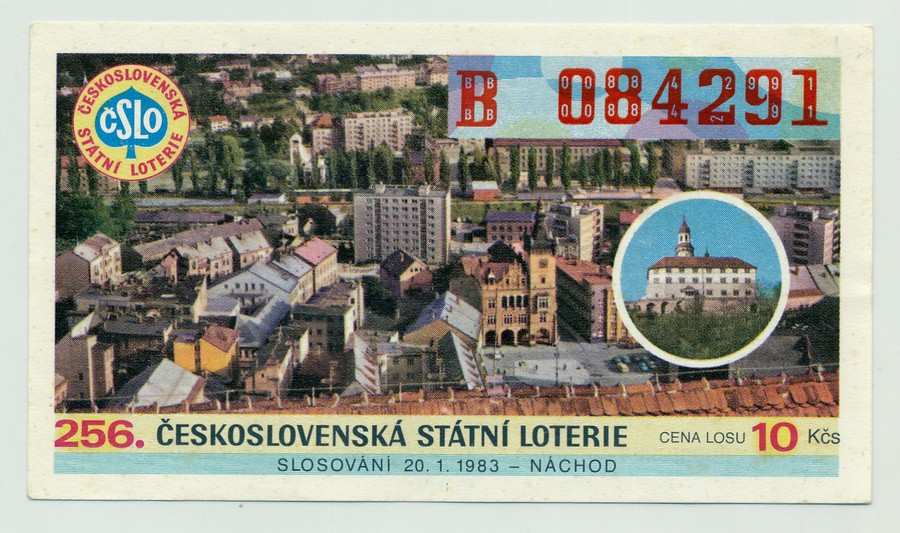 ČESKOSLOVENSKÁ
ČSLO
STÁTNÍ LOTERIE
B 084291
256. ČESKOSLOVENSKÁ STÁTNÍ LOTERIE CENA LOSU 10 Kčs
SLOSOVÁNÍ 20. 1. 1983 – NÁCHOD